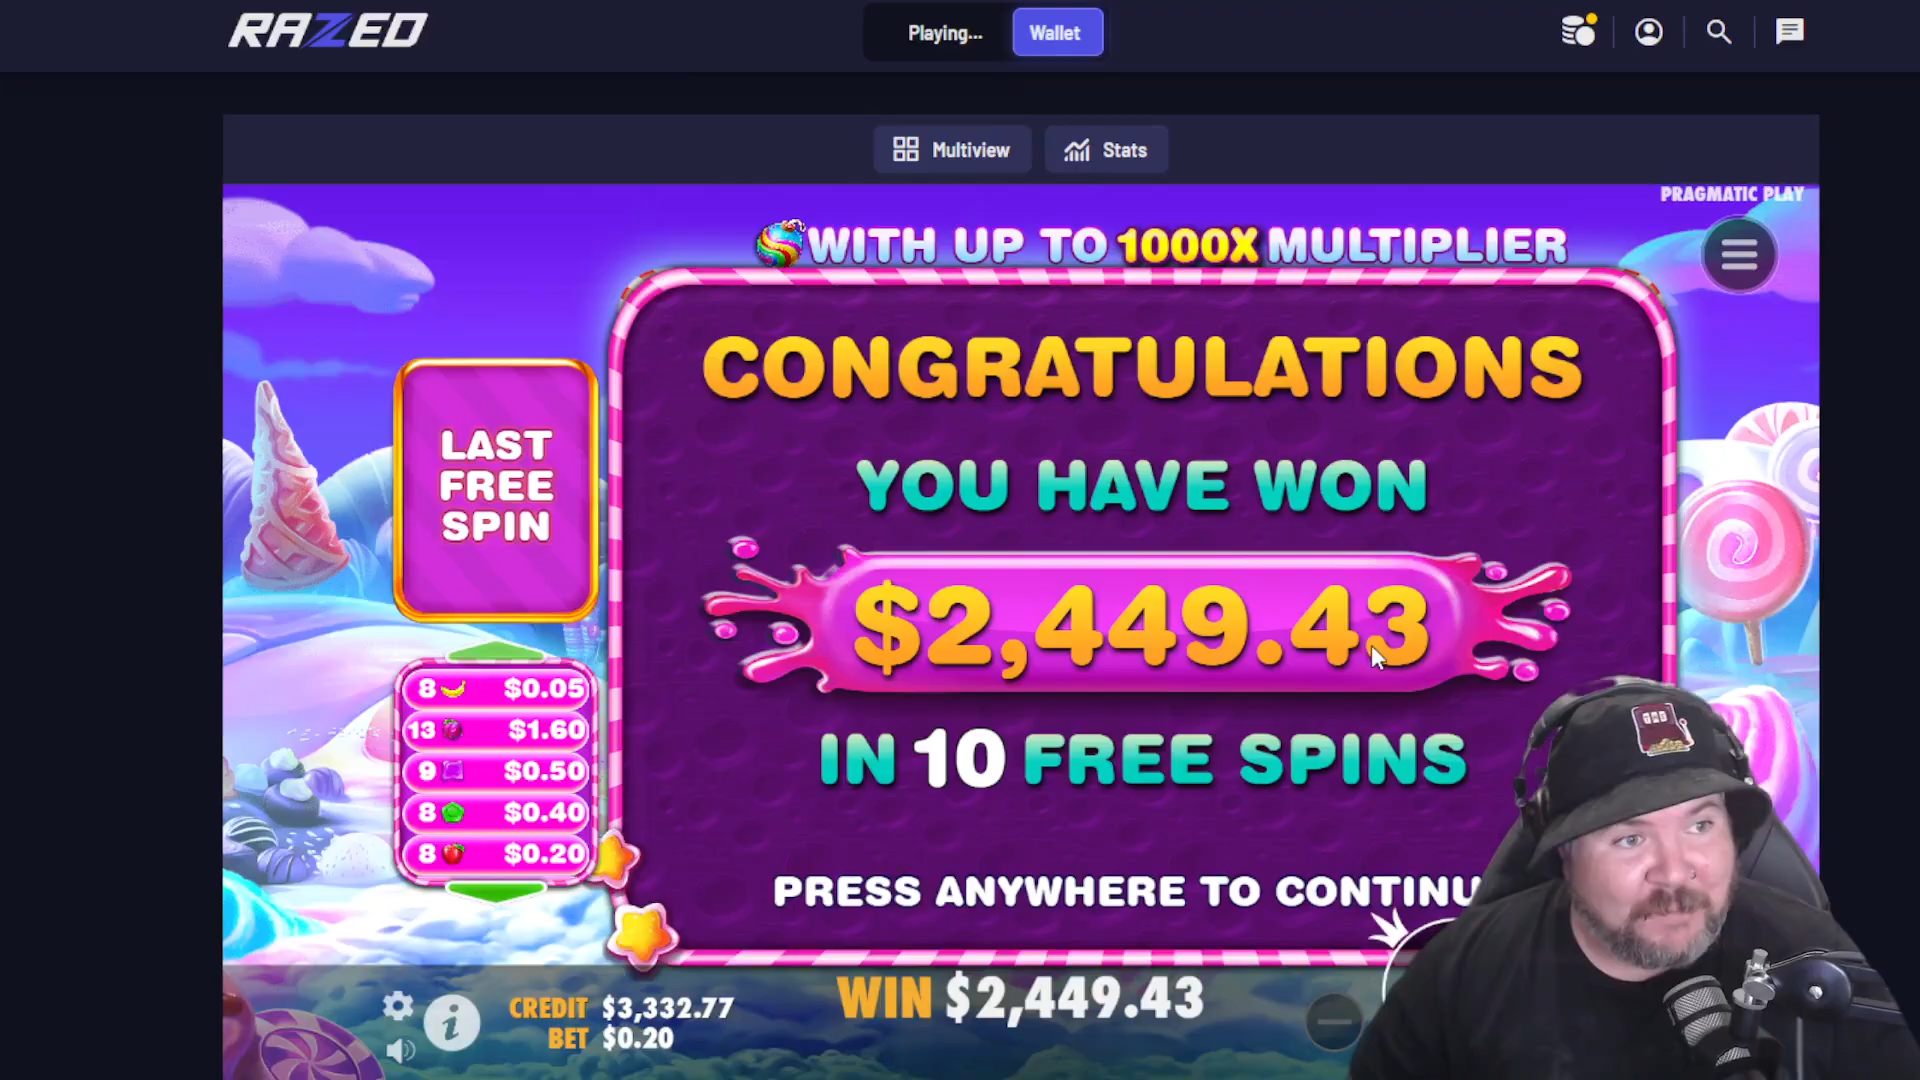 RAZED
Playing...
Wallet
Multiview
Stats
PRAGMATIC PLAY
WITH UP TO 1000X MULTIPLIER
CONGRATULATIONS
YOU HAVE WON
$2,449.43
IN 10 FREE SPINS
PRESS ANYWHERE TO CONTINU
LAST
FREE
SPIN
8 $0.05
13 $1.60
9 $0.50
8 $0.40
8 $0.20
CREDIT $3,332.77
BET $0.20
WIN $2,449.43